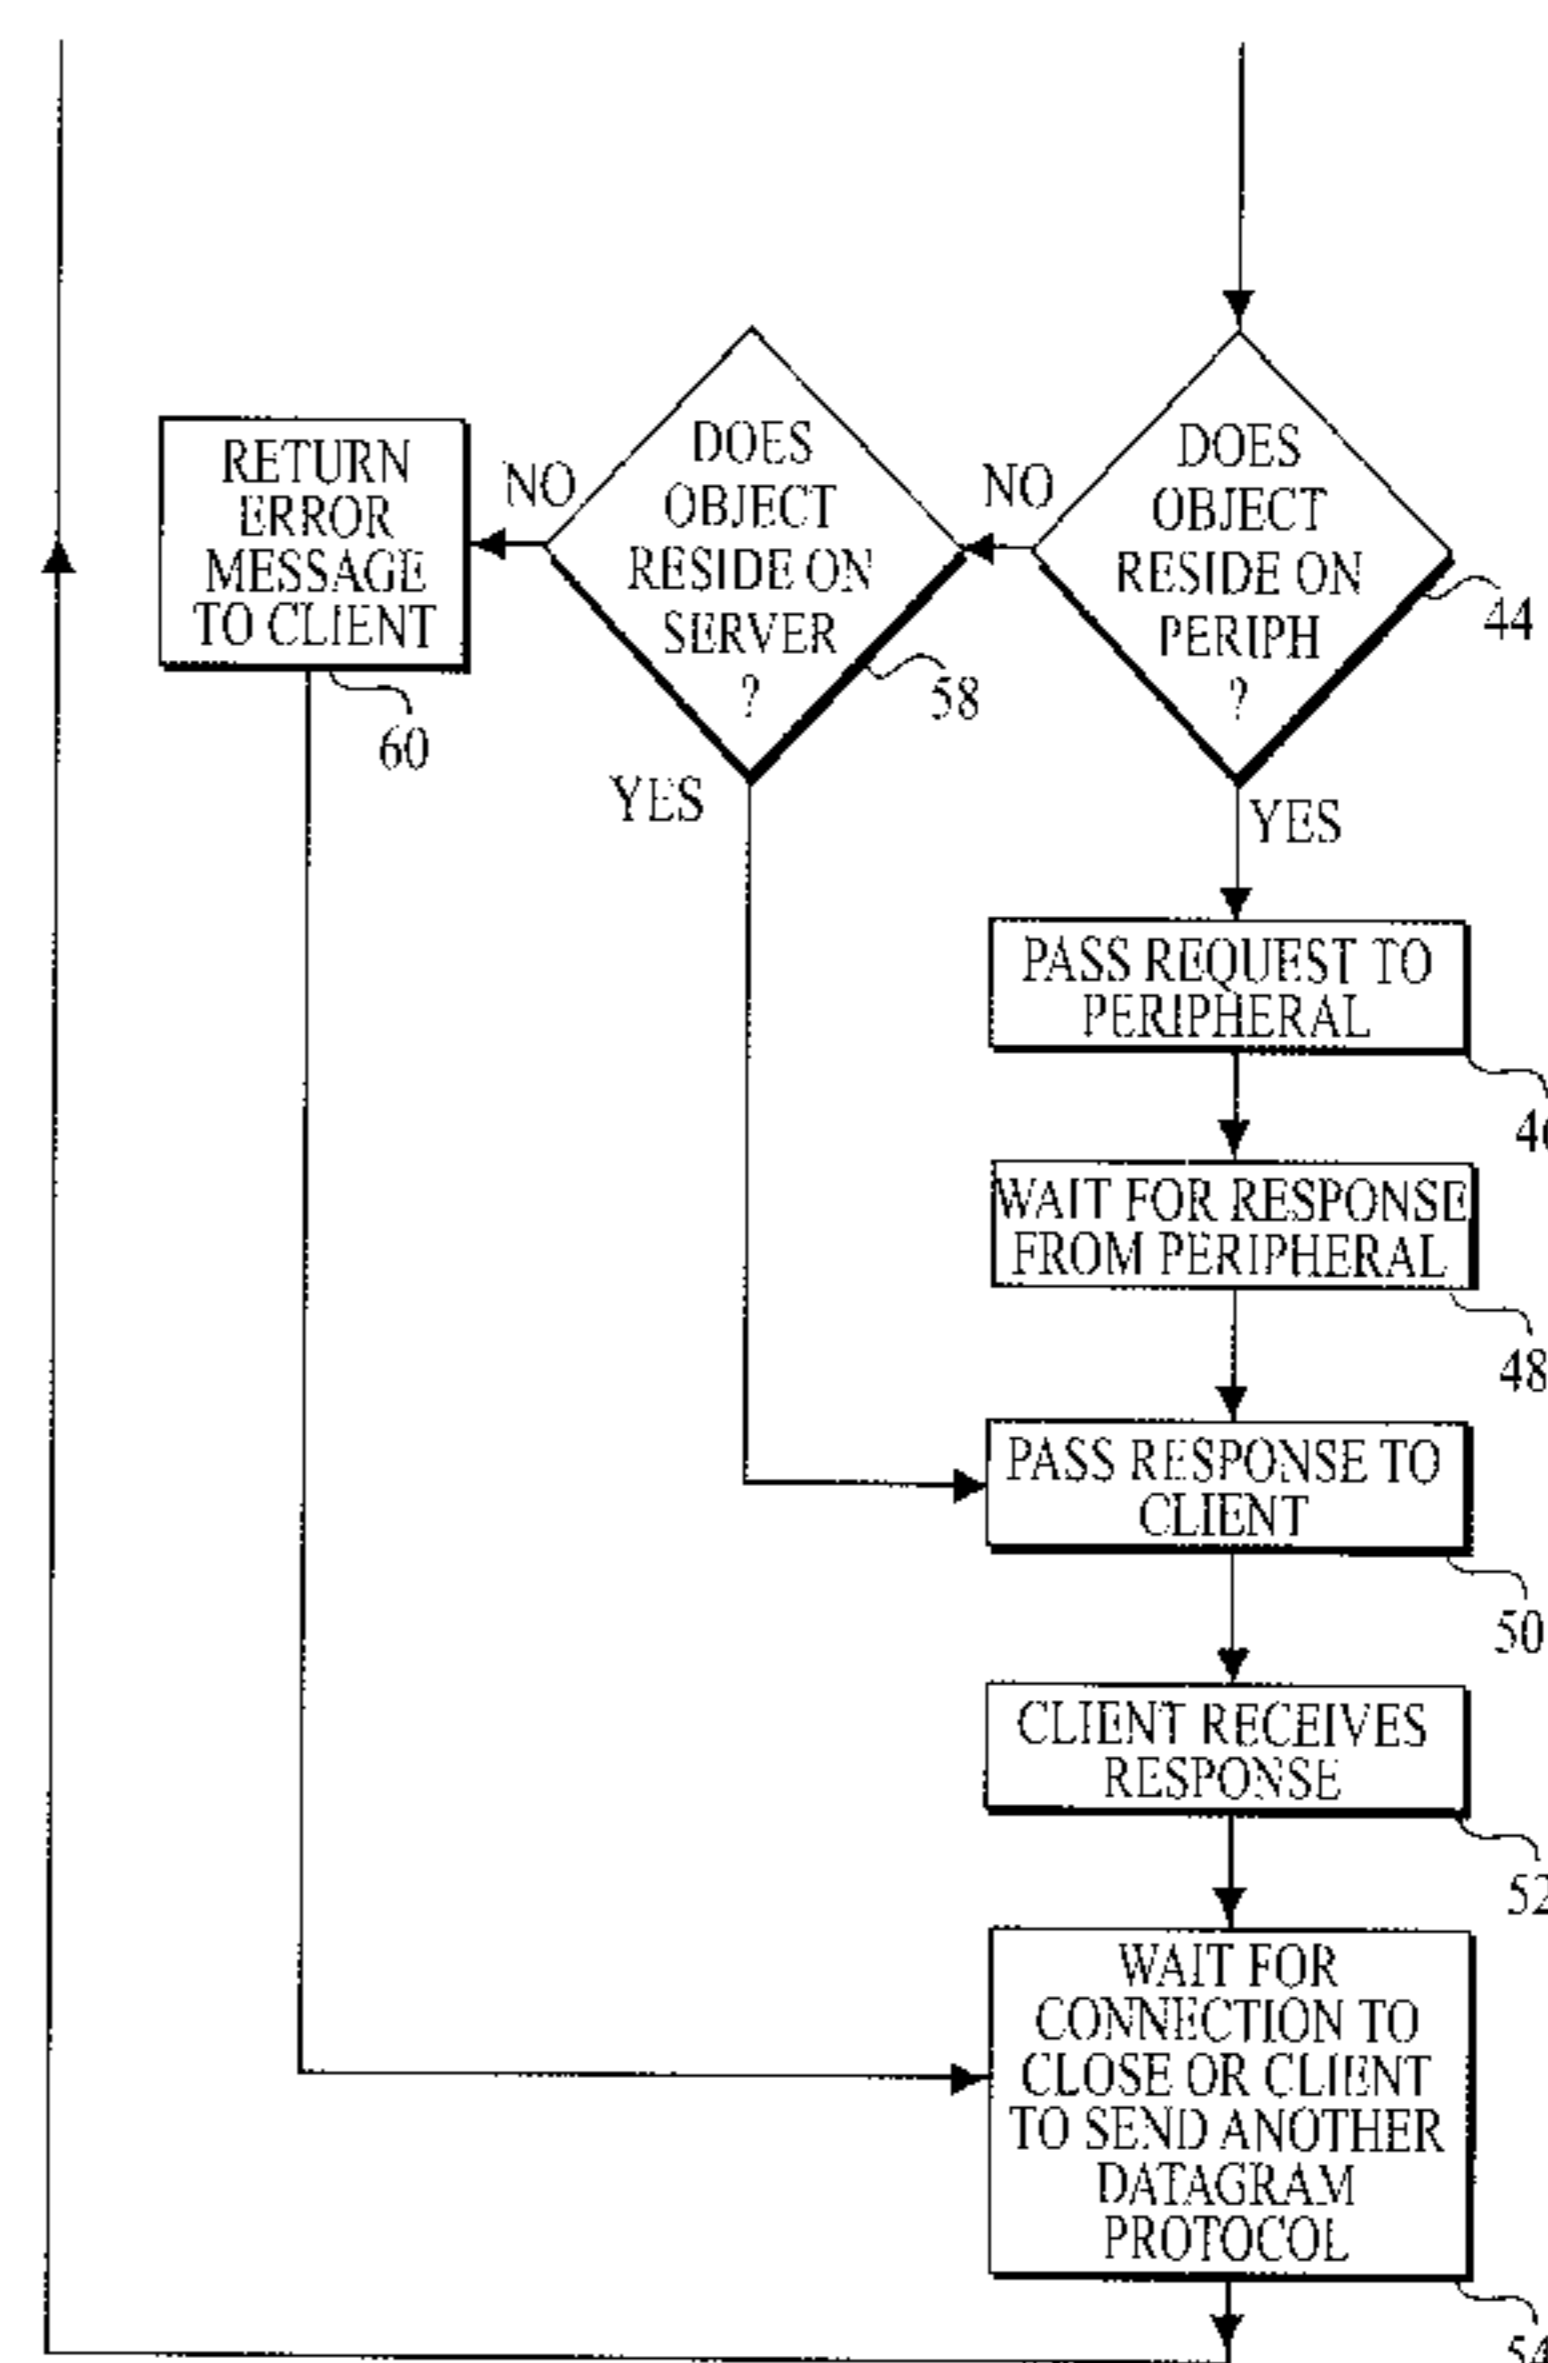 RETURN
ERROR
MESSAGE
TO CLIENT
60
NO
DOES
OBJECT
RESIDE ON
SERVER
?
58
YES
NO
DOES
OBJECT
RESIDE ON
PERIPH
?
44
YES
PASS REQUEST TO
PERIPHERAL
WAIT FOR RESPONSE
FROM PERIPHERAL
48
PASS RESPONSE TO
CLIENT
50
CLIENT RECEIVES
RESPONSE
52
WAIT FOR
CONNECTION TO
CLOSE OR CLIENT
TO SEND ANOTHER
DATAGRAM
PROTOCOL